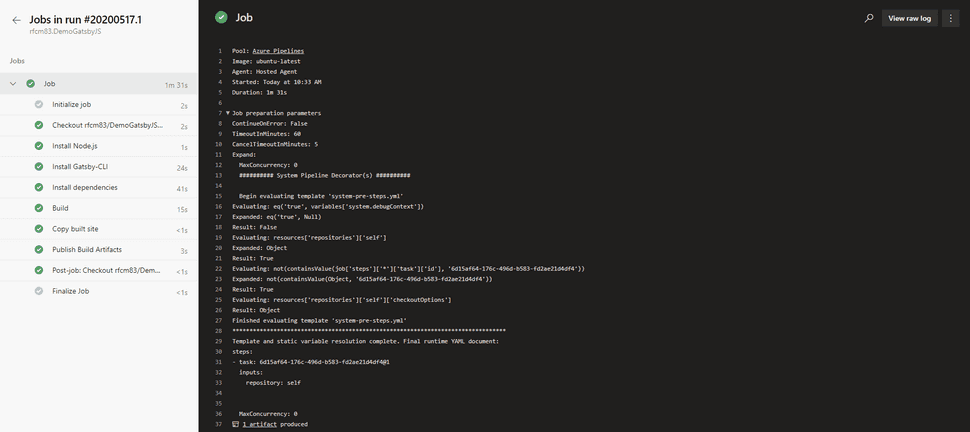 Jobs in run #20200517.1
rfcm83.DemoGatsbyJS
Jobs
Job 1m 31s
Initialize job 2s
Checkout rfcm83/DemoGatsbyJS... 2s
Install Node.js 1s
Install Gatsby-CLI 24s
Install dependencies 41s
Build 15s
Copy built site <1s
Publish Build Artifacts 3s
Post-job: Checkout rfcm83/Dem... <1s
Finalize Job <1s
Job
View raw log
1 Pool: Azure Pipelines
2 Image: ubuntu-latest
3 Agent: Hosted Agent
4 Started: Today at 10:33 AM
5 Duration: 1m 31s
6
7 Job preparation parameters
8 ContinueOnError: False
9 TimeoutInMinutes: 60
10 CancelTimeoutInMinutes: 5
11 Expand:
12 MaxConcurrency: 0
13 ########## System Pipeline Decorator(s) ##########
14
15 Begin evaluating template 'system-pre-steps.yml'
16 Evaluating: eq('true', variables['system.debugContext'])
17 Expanded: eq('true', Null)
18 Result: False
19 Evaluating: resources['repositories']['self']
20 Expanded: Object
21 Result: True
22 Evaluating: not(containsValue(job['steps']['*']['task']['id'], '6d15af64-176c-496d-b583-fd2ae21d4df4'))
23 Expanded: not(containsValue(Object, '6d15af64-176c-496d-b583-fd2ae21d4df4'))
24 Result: True
25 Evaluating: resources['repositories']['self']['checkoutOptions']
26 Result: Object
27 Finished evaluating template 'system-pre-steps.yml'
28 ********************************************************************************
29 Template and static variable resolution complete. Final runtime YAML document:
30 steps:
31 - task: 6d15af64-176c-496d-b583-fd2ae21d4df4@1
32 inputs:
33 repository: self
34
35
36 MaxConcurrency: 0
37 1 artifact produced